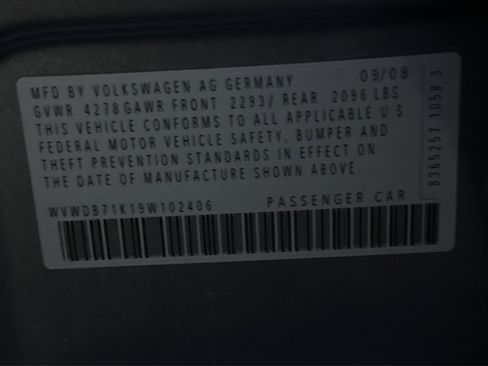 MFD BY VOLKSWAGEN AG GERMANY 09/08
GVWR 4278 GAWR FRONT 2293/ REAR 2096 LBS
THIS VEHICLE CONFORMS TO ALL APPLICABLE U S
FEDERAL MOTOR VEHICLE SAFETY, BUMPER AND
THEFT PREVENTION STANDARDS IN EFFECT ON
THE DATE OF MANUFACTURE SHOWN ABOVE.
WVWDB71K19W102406 PASSENGER CAR
8365267 1058 3